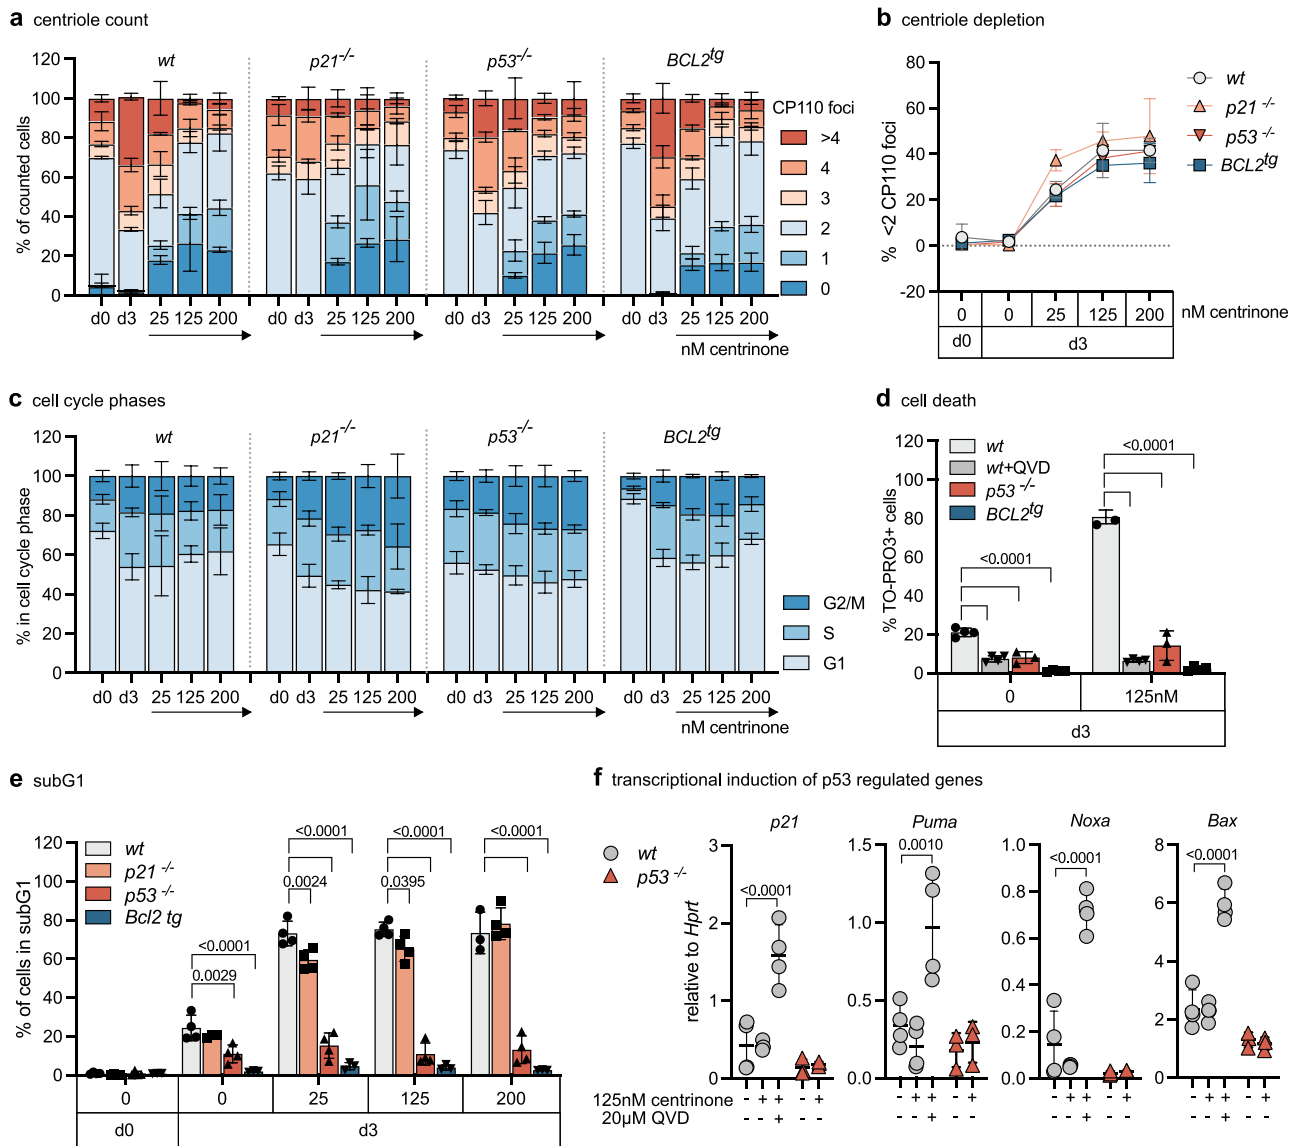 a centriole count
120
100
80
60
40
20
0
% of counted cells
wt
p21-/-
p53-/-
BCL2tg
CP110 foci
>4
4
3
2
1
0
d0 d3 25 125 200
d0 d3 25 125 200
d0 d3 25 125 200
d0 d3 25 125 200
nM centrinone
b centriole depletion
80
60
40
20
0
-20
% <2 CP110 foci
wt
p21 -/-
p53 -/-
BCL2tg
0 0 25 125 200 nM centrinone
d0 d3
c cell cycle phases
120
100
80
60
40
20
0
% in cell cycle phase
wt
p21-/-
p53-/-
BCL2tg
G2/M
S
G1
d0 d3 25 125 200
d0 d3 25 125 200
d0 d3 25 125 200
d0 d3 25 125 200
nM centrinone
d cell death
120
100
80
60
40
20
0
% TO-PRO3+ cells
wt
wt+QVD
p53 -/-
BCL2tg
<0.0001
<0.0001
0 125nM
d3
e subG1
120
100
80
60
40
20
0
% of cells in subG1
wt
p21 -/-
p53 -/-
Bcl2 tg
<0.0001
0.0029
<0.0001
0.0024
<0.0001
0.0395
<0.0001
0 0 25 125 200
d0 d3
f transcriptional induction of p53 regulated genes
wt
p53 -/-
relative to Hprt
p21
3
2
1
0
<0.0001
Puma
1.5
1.0
0.5
0.0
0.0010
Noxa
1.0
0.8
0.6
0.4
0.2
0.0
<0.0001
Bax
8
6
4
2
0
<0.0001
125nM centrinone - + + - + - + + - + - + + - + - + + - +
20µM QVD - - + - - - - + - - - - + - - - - + - -